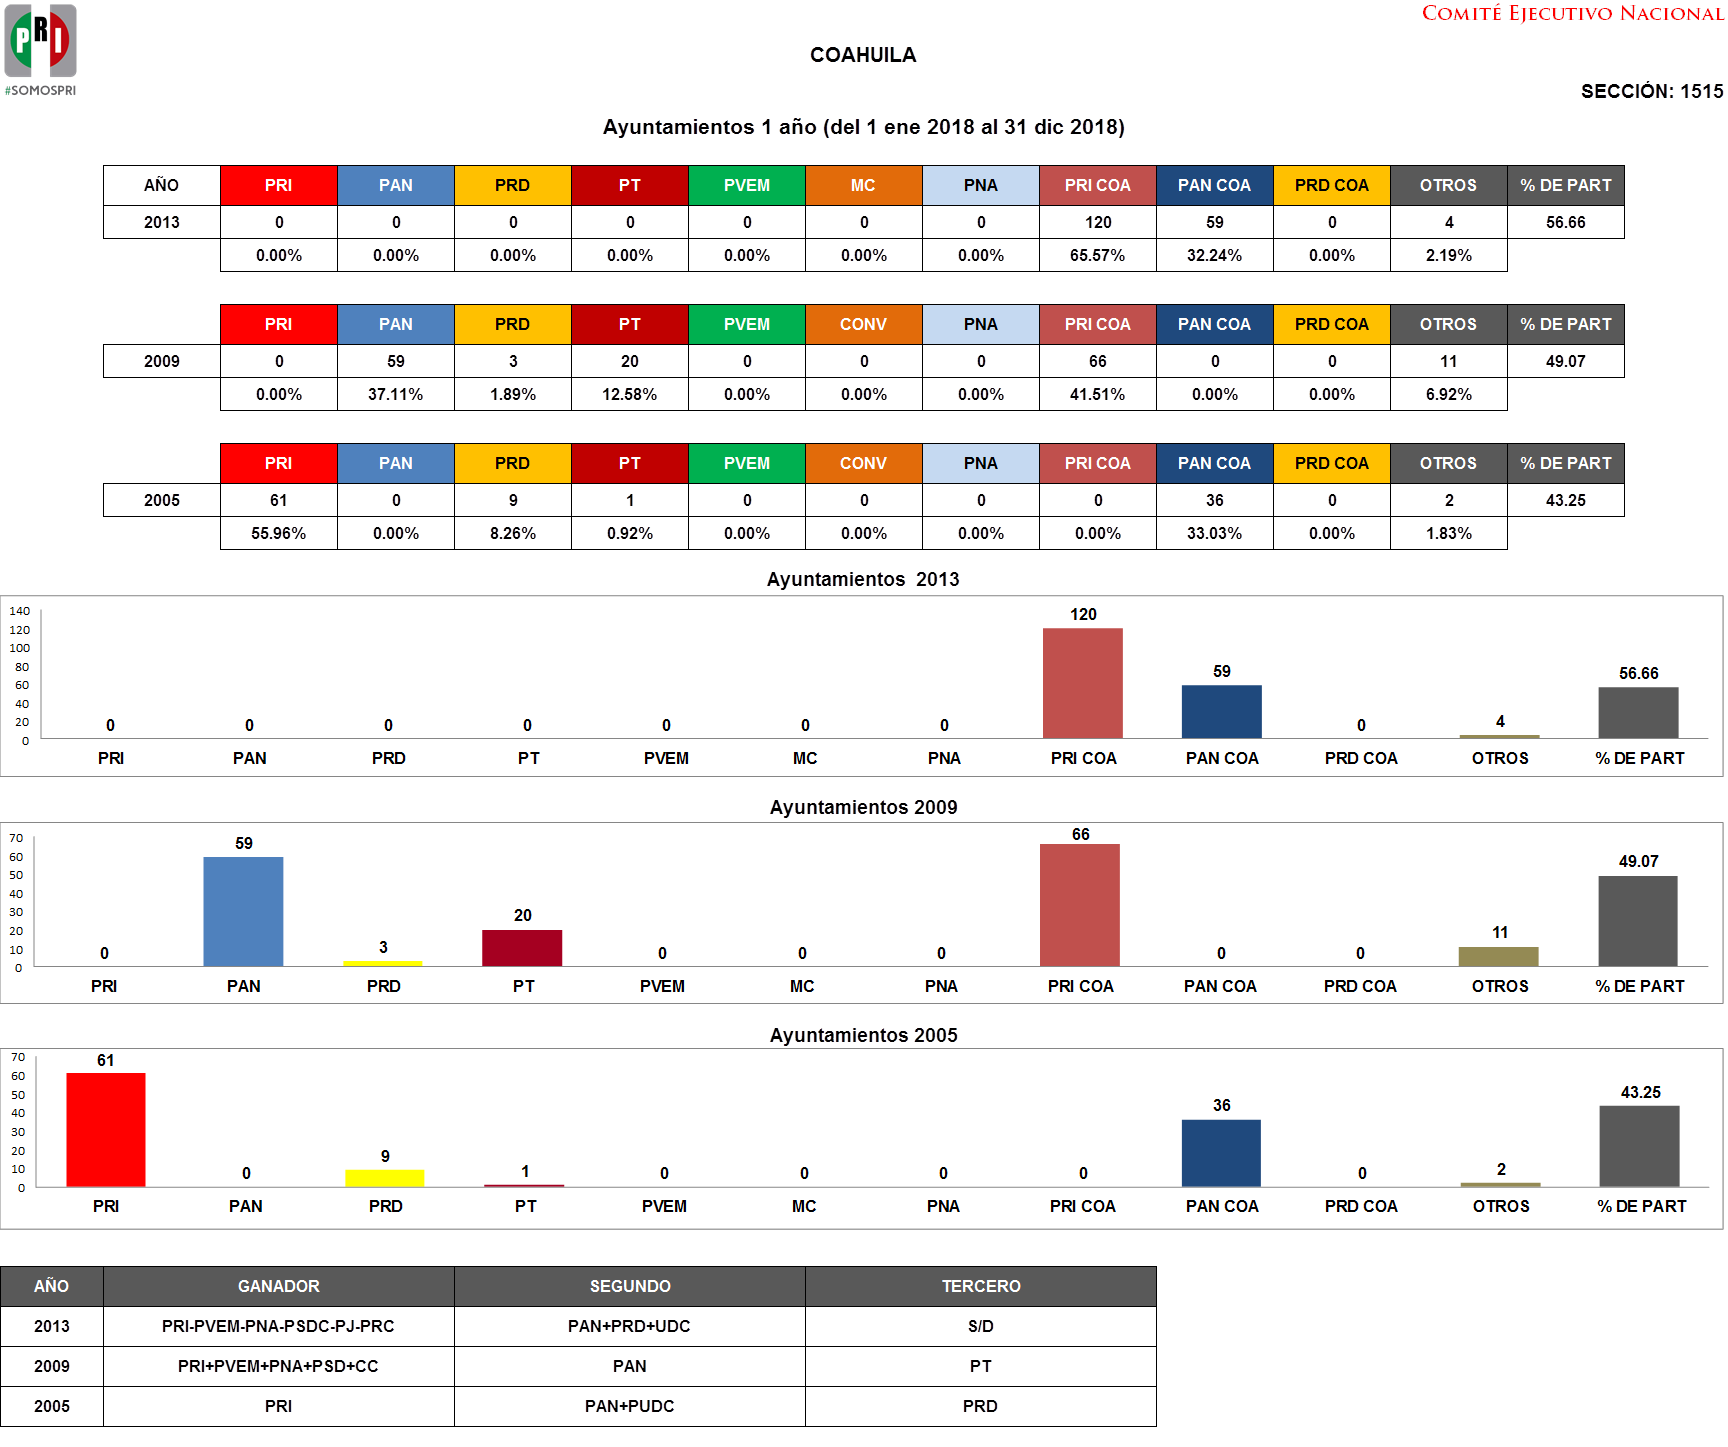 COMITÉ EJECUTIVO NACIONAL
PRI
#SOMOSPRI
COAHUILA
SECCIÓN: 1515
Ayuntamientos 1 año (del 1 ene 2018 al 31 dic 2018)
AÑO PRI PAN PRD PT PVEM MC PNA PRI COA PAN COA PRD COA OTROS % DE PART
2013 0 0 0 0 0 0 0 120 59 0 4 56.66
0.00% 0.00% 0.00% 0.00% 0.00% 0.00% 0.00% 65.57% 32.24% 0.00% 2.19%
PRI PAN PRD PT PVEM CONV PNA PRI COA PAN COA PRD COA OTROS % DE PART
2009 0 59 3 20 0 0 0 66 0 0 11 49.07
0.00% 37.11% 1.89% 12.58% 0.00% 0.00% 0.00% 41.51% 0.00% 0.00% 6.92%
PRI PAN PRD PT PVEM CONV PNA PRI COA PAN COA PRD COA OTROS % DE PART
2005 61 0 9 1 0 0 0 0 36 0 2 43.25
55.96% 0.00% 8.26% 0.92% 0.00% 0.00% 0.00% 0.00% 33.03% 0.00% 1.83%
Ayuntamientos  2013
140
120
100
80
60
40
20
0
0 0 0 0 0 0 0 120 59 0 4 56.66
PRI PAN PRD PT PVEM MC PNA PRI COA PAN COA PRD COA OTROS % DE PART
Ayuntamientos 2009
70
60
50
40
30
20
10
0
0 59 3 20 0 0 0 66 0 0 11 49.07
PRI PAN PRD PT PVEM MC PNA PRI COA PAN COA PRD COA OTROS % DE PART
Ayuntamientos 2005
70
60
50
40
30
20
10
0
61 0 9 1 0 0 0 0 36 0 2 43.25
PRI PAN PRD PT PVEM MC PNA PRI COA PAN COA PRD COA OTROS % DE PART
AÑO GANADOR SEGUNDO TERCERO
2013 PRI-PVEM-PNA-PSDC-PJ-PRC PAN+PRD+UDC S/D
2009 PRI+PVEM+PNA+PSD+CC PAN PT
2005 PRI PAN+PUDC PRD